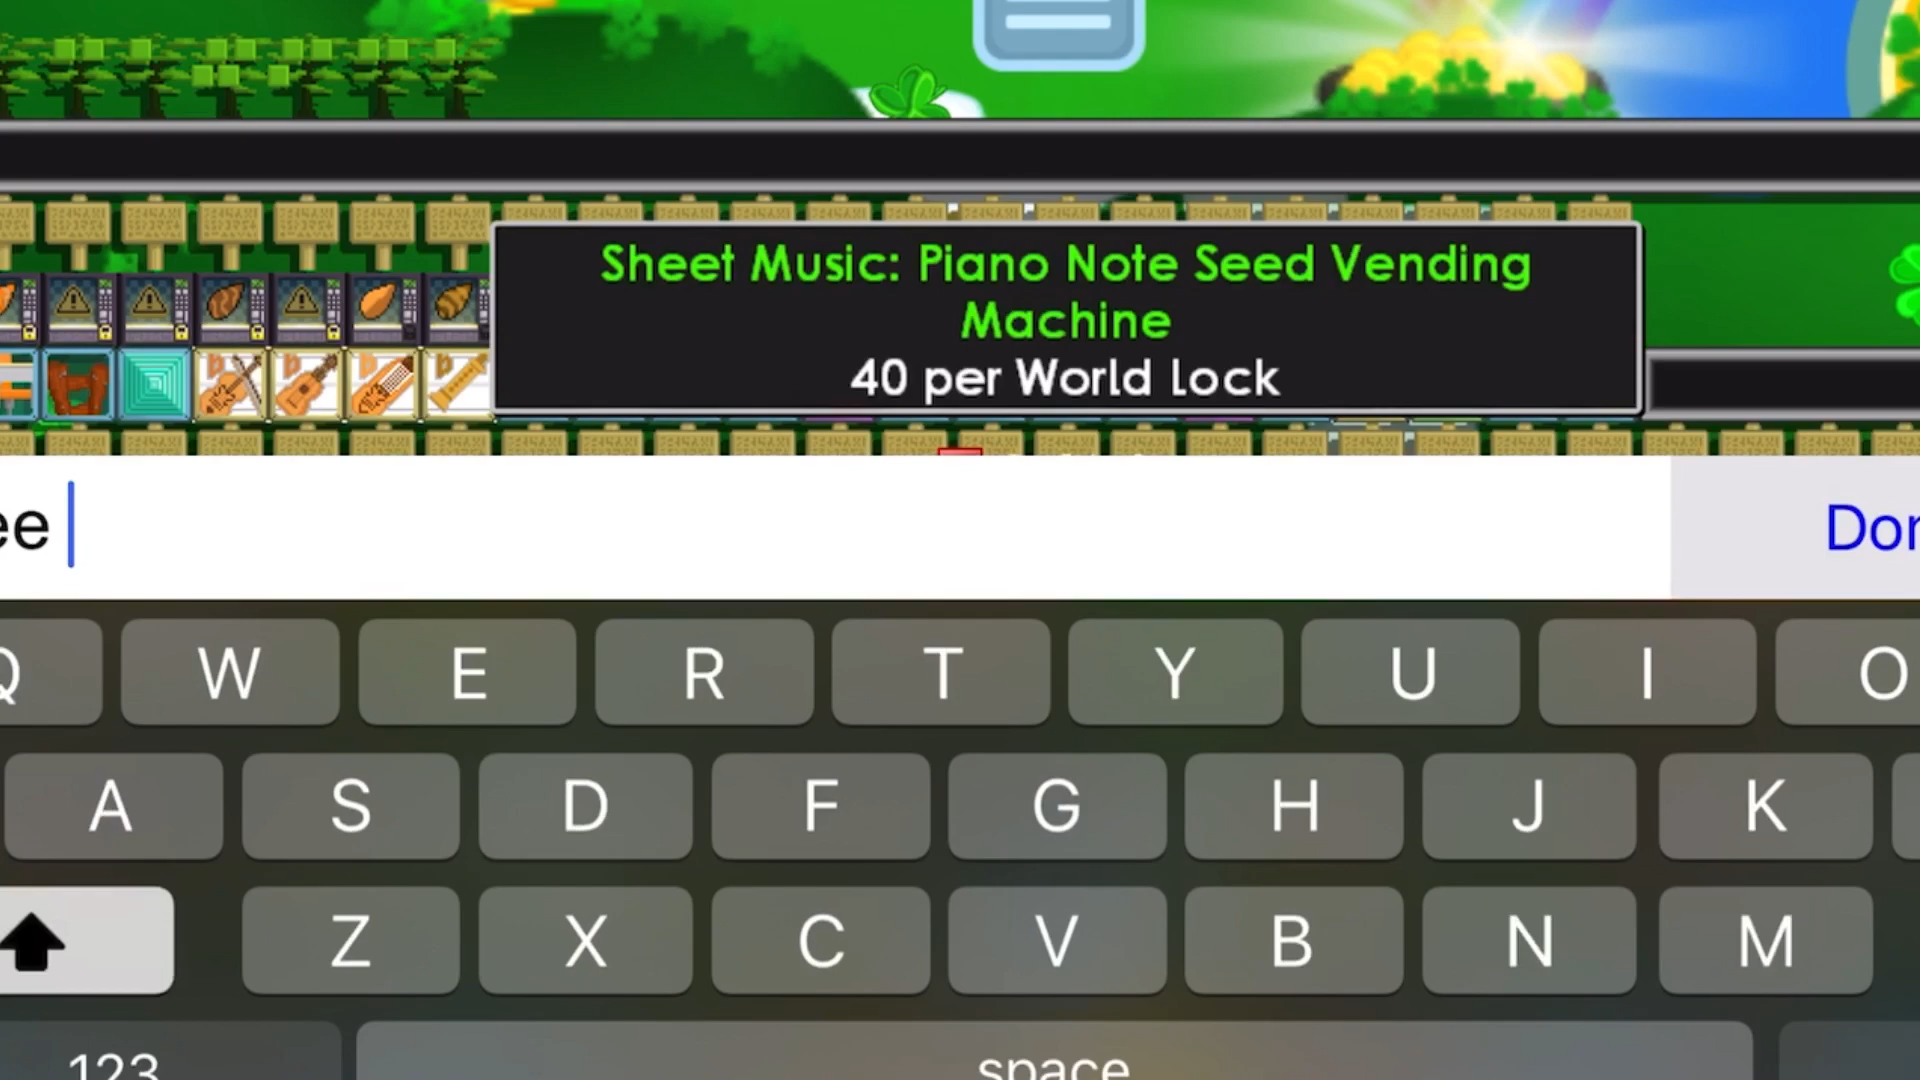 Sheet Music: Piano Note Seed Vending
Machine
40 per World Lock
ee
Don
Q W E R T Y U I O
A S D F G H J K
Z X C V B N M
123 space